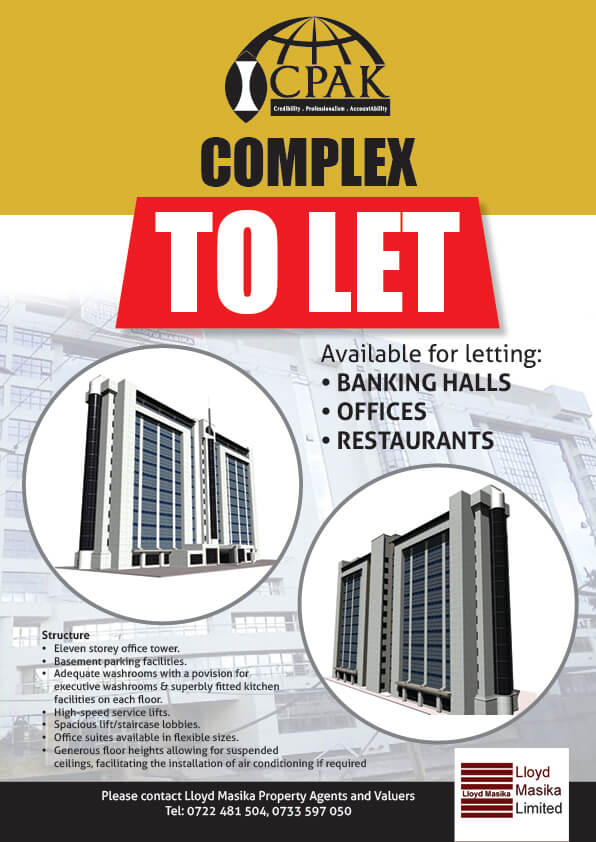 ICPAK
Credibility . Professionalism . AccountAbility
COMPLEX
TO LET
Available for letting:
• BANKING HALLS
• OFFICES
• RESTAURANTS
LLOYD MASIKA
Structure
• Eleven storey office tower.
• Basement parking facilities.
• Adequate washrooms with a povision for
executive washrooms & superbly fitted kitchen
facilities on each floor.
• High-speed service lifts.
• Spacious lift/staircase lobbies.
• Office suites available in flexible sizes.
• Generous floor heights allowing for suspended
ceilings, facilitating the installation of air conditioning if required
Please contact Lloyd Masika Property Agents and Valuers
Tel: 0722 481 504, 0733 597 050
Lloyd Masika
Lloyd
Masika
Limited